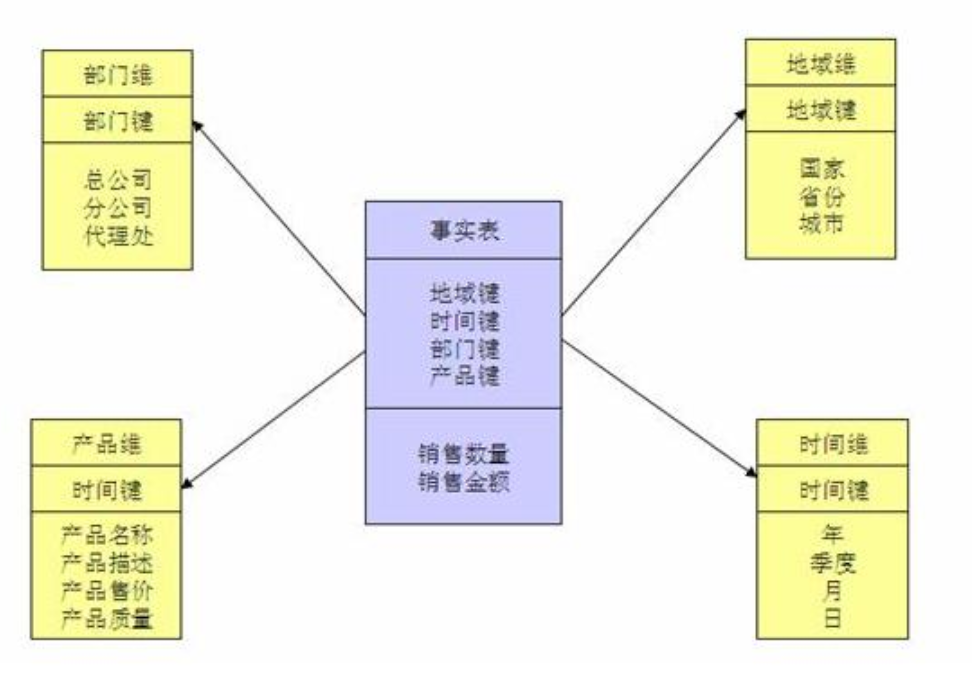 部门维
部门键
总公司
分公司
代理处
地域维
地域键
国家
省份
城市
事实表
地域键
时间键
部门键
产品键
销售数量
销售金额
产品维
时间键
产品名称
产品描述
产品售价
产品质量
时间维
时间键
年
季度
月
日